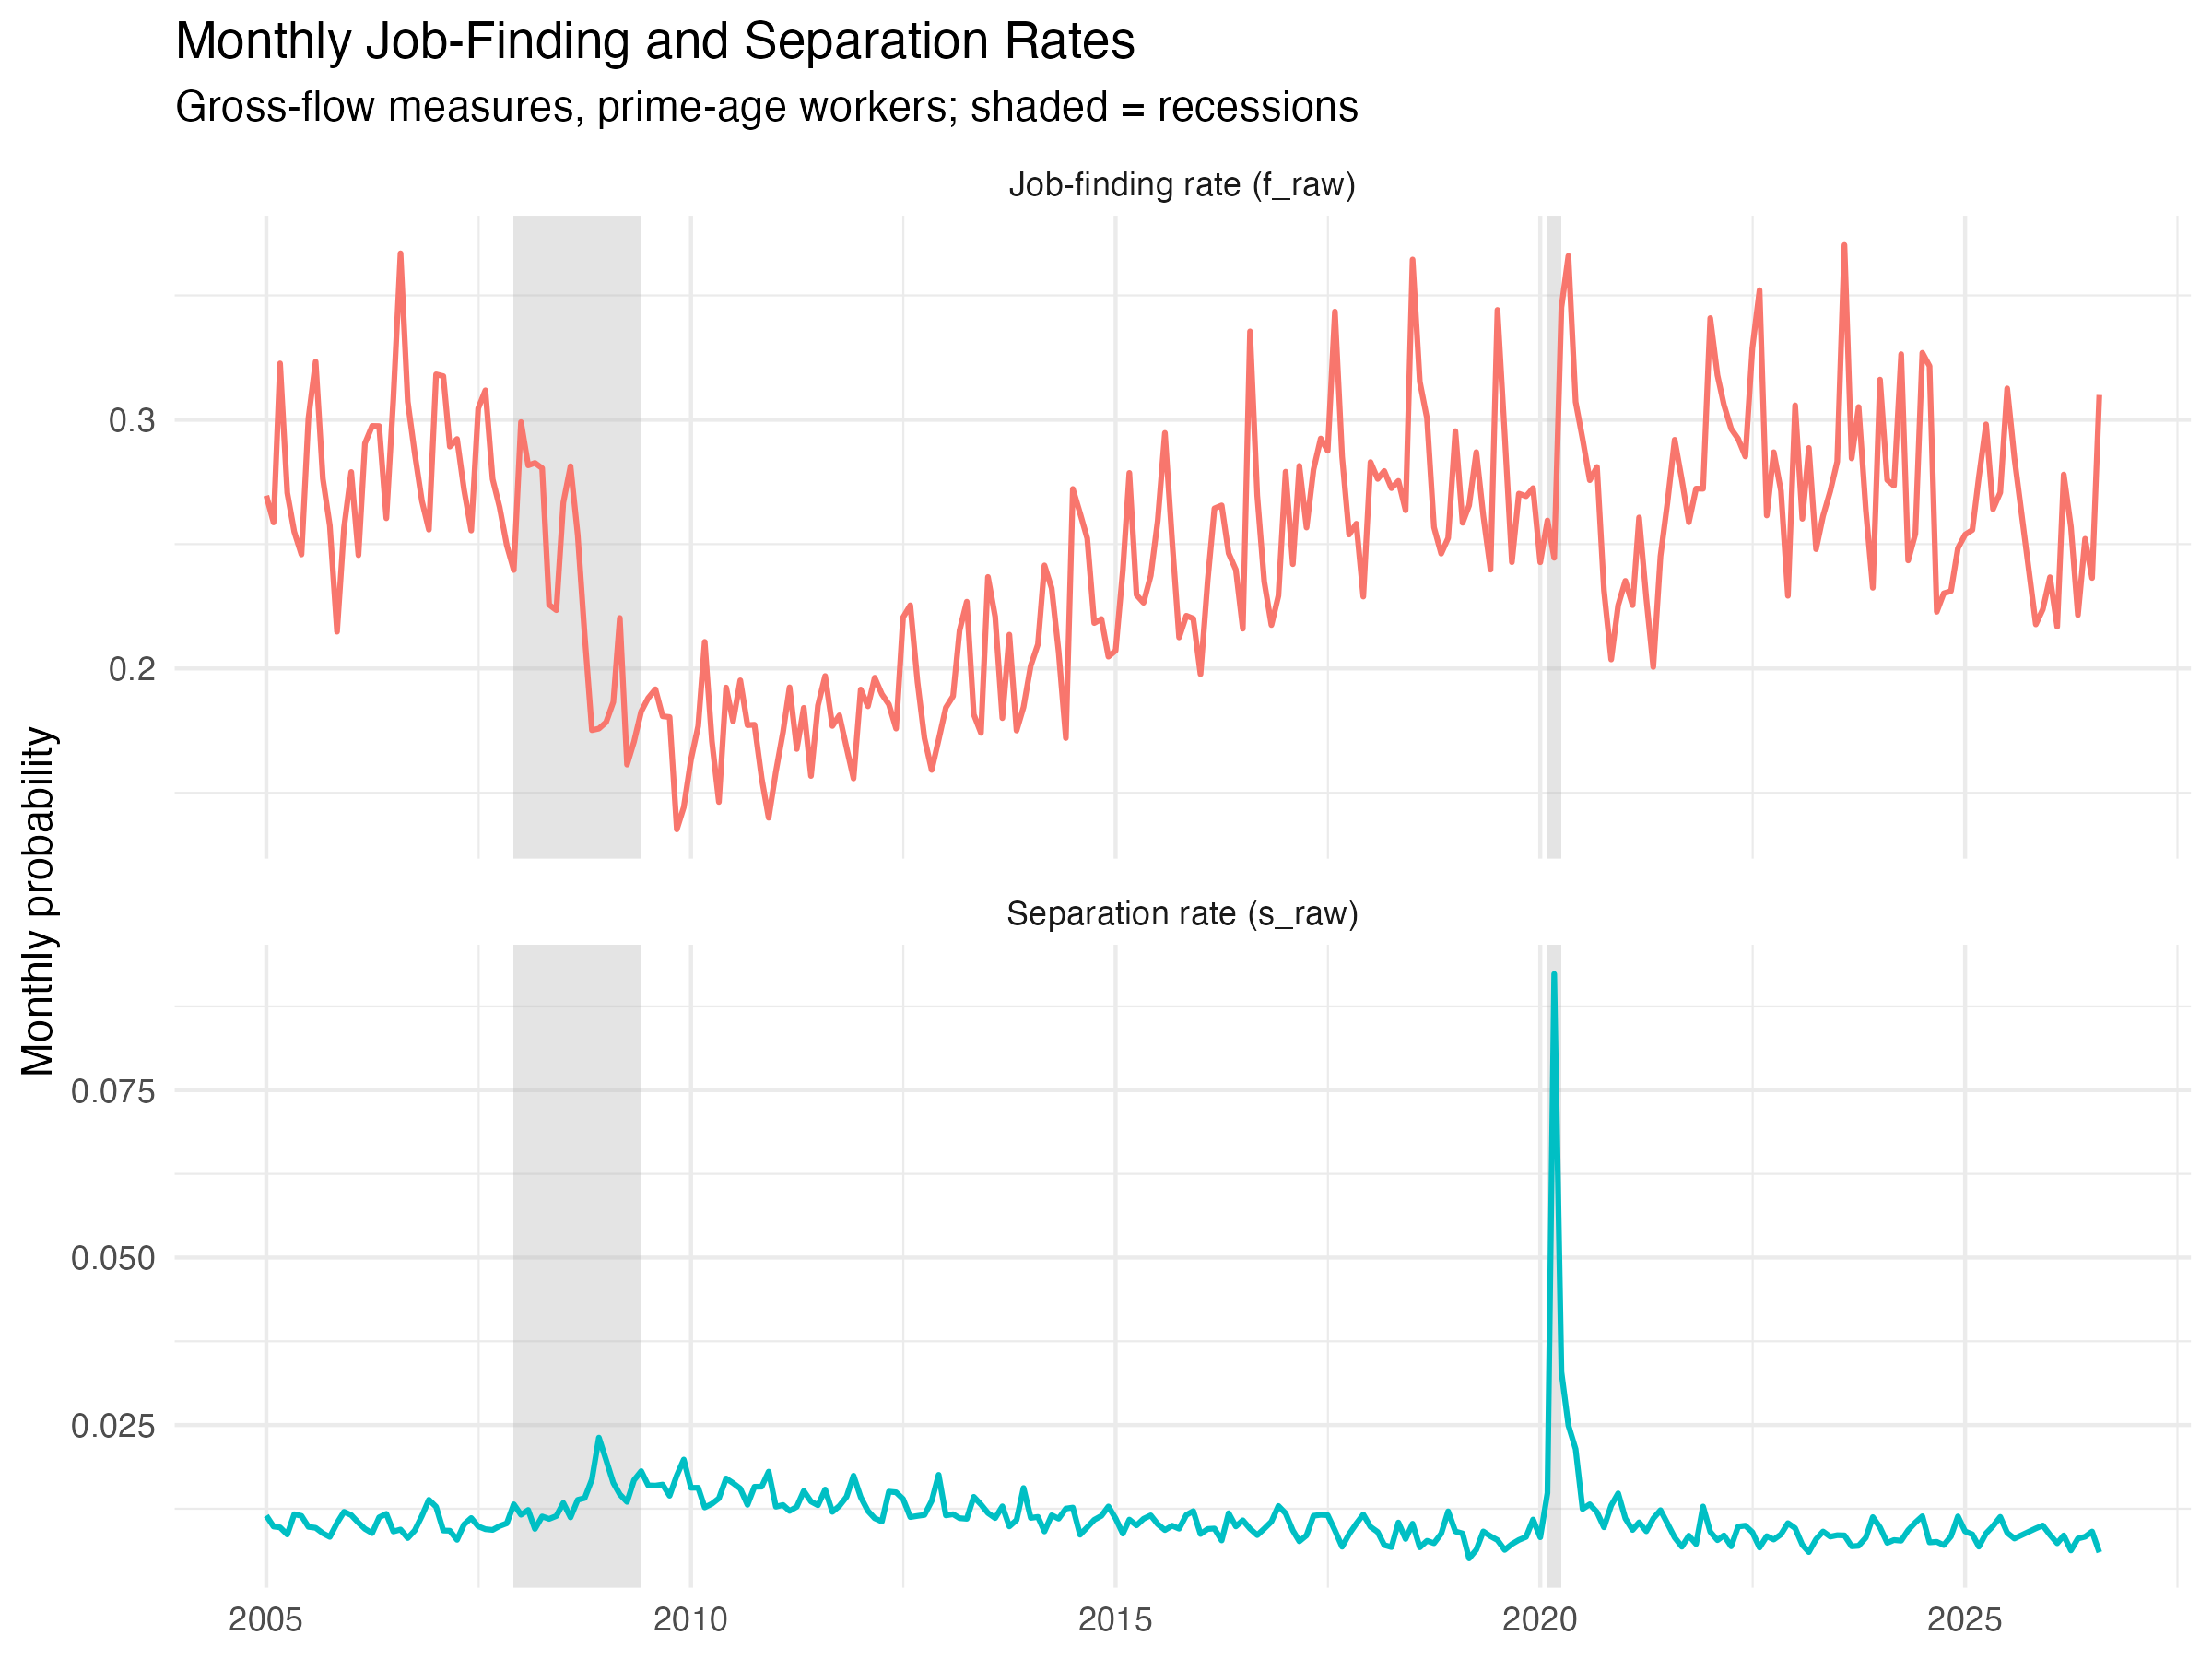 Monthly Job-Finding and Separation Rates
Gross-flow measures, prime-age workers; shaded = recessions
Job-finding rate (f_raw)
0.3
0.2
Monthly probability
Separation rate (s_raw)
0.075
0.050
0.025
2005 2010 2015 2020 2025